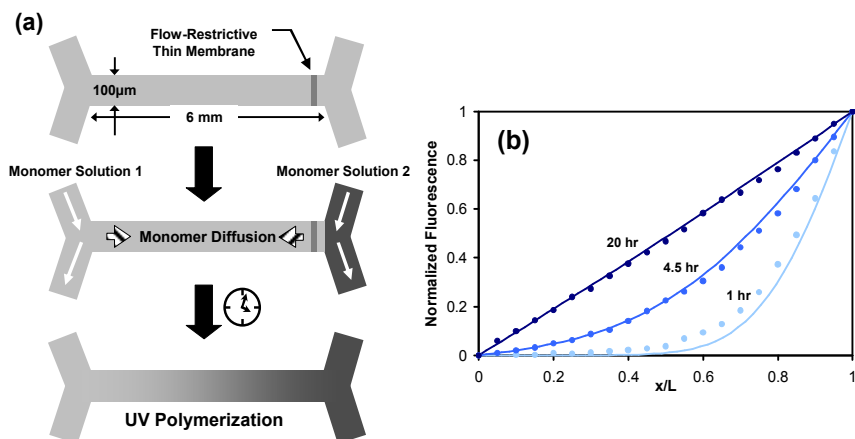 (a)
Flow-Restrictive
Thin Membrane
100µm
6 mm
Monomer Solution 1
Monomer Solution 2
Monomer Diffusion
UV Polymerization
(b)
Normalized Fluorescence
1
0.8
0.6
0.4
0.2
0
20 hr
4.5 hr
1 hr
0
0.2
0.4
0.6
0.8
1
x/L